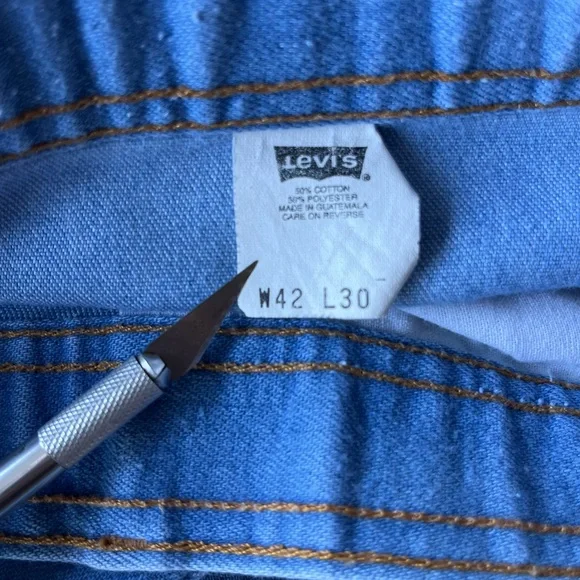 Levi's
®
50% COTTON
50% POLYESTER
MADE IN GUATEMALA
CARE ON REVERSE
W42 L30